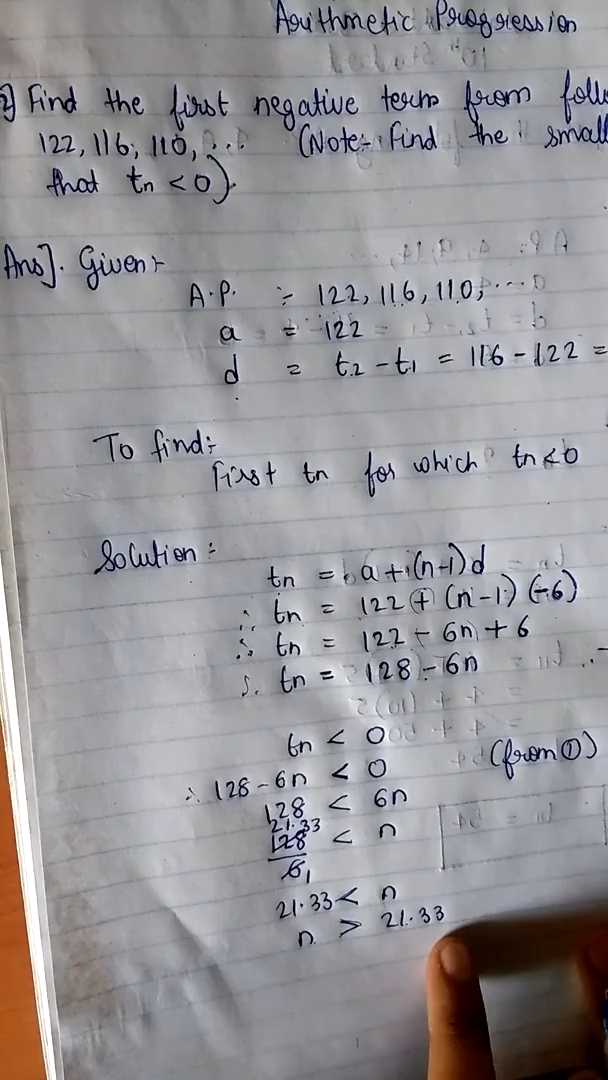 Arithmetic Progression
2) Find the first negative term from
122, 116, 110, ... (Note:- Find the small
that tn < 0).
Ans]. Given:-
A.P. :- 122, 116, 110, ...
a = 122
d = t2 - t1 = 116 - 122 =
To find:-
First tn for which tn < 0
Solution:-
tn = a + (n-1)d
∴ tn = 122 + (n-1) (-6)
∴ tn = 122 - 6n + 6
∴ tn = 128 - 6n
tn < 0
∴ 128 - 6n < 0 (from ①)
128 < 6n
21.33
128/6 < n
1
21.33 < n
n > 21.33